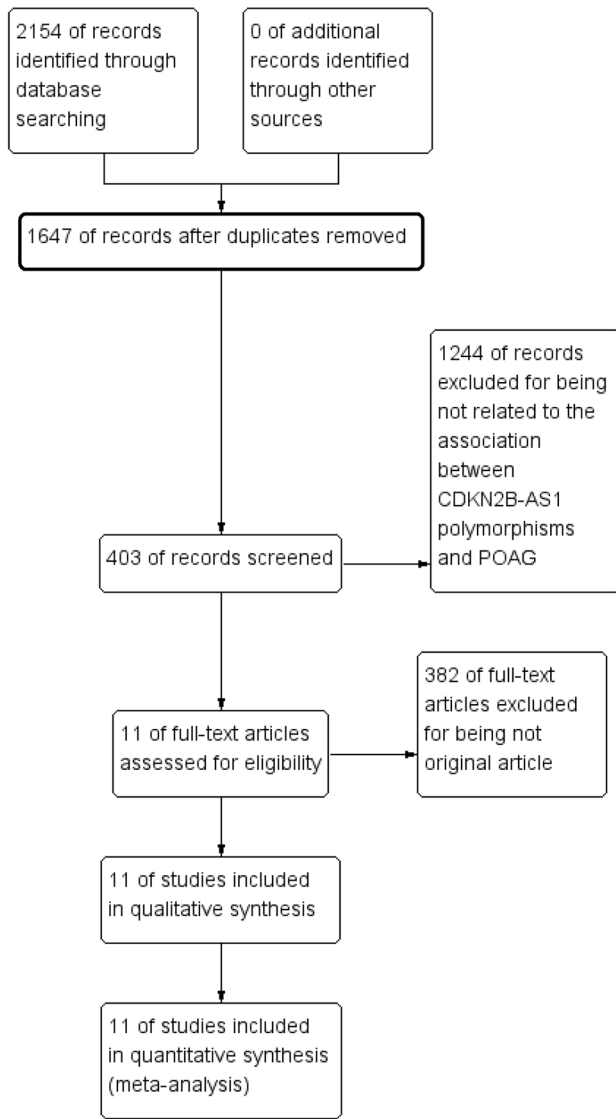 2154 of records
identified through
database
searching
0 of additional
records identified
through other
sources
1647 of records after duplicates removed
1244 of records
excluded for being
not related to the
association
between
CDKN2B-AS1
polymorphisms
and POAG
403 of records screened
382 of full-text
articles excluded
for being not
original article
11 of full-text articles
assessed for eligibility
11 of studies included
in qualitative synthesis
11 of studies included
in quantitative synthesis
(meta-analysis)